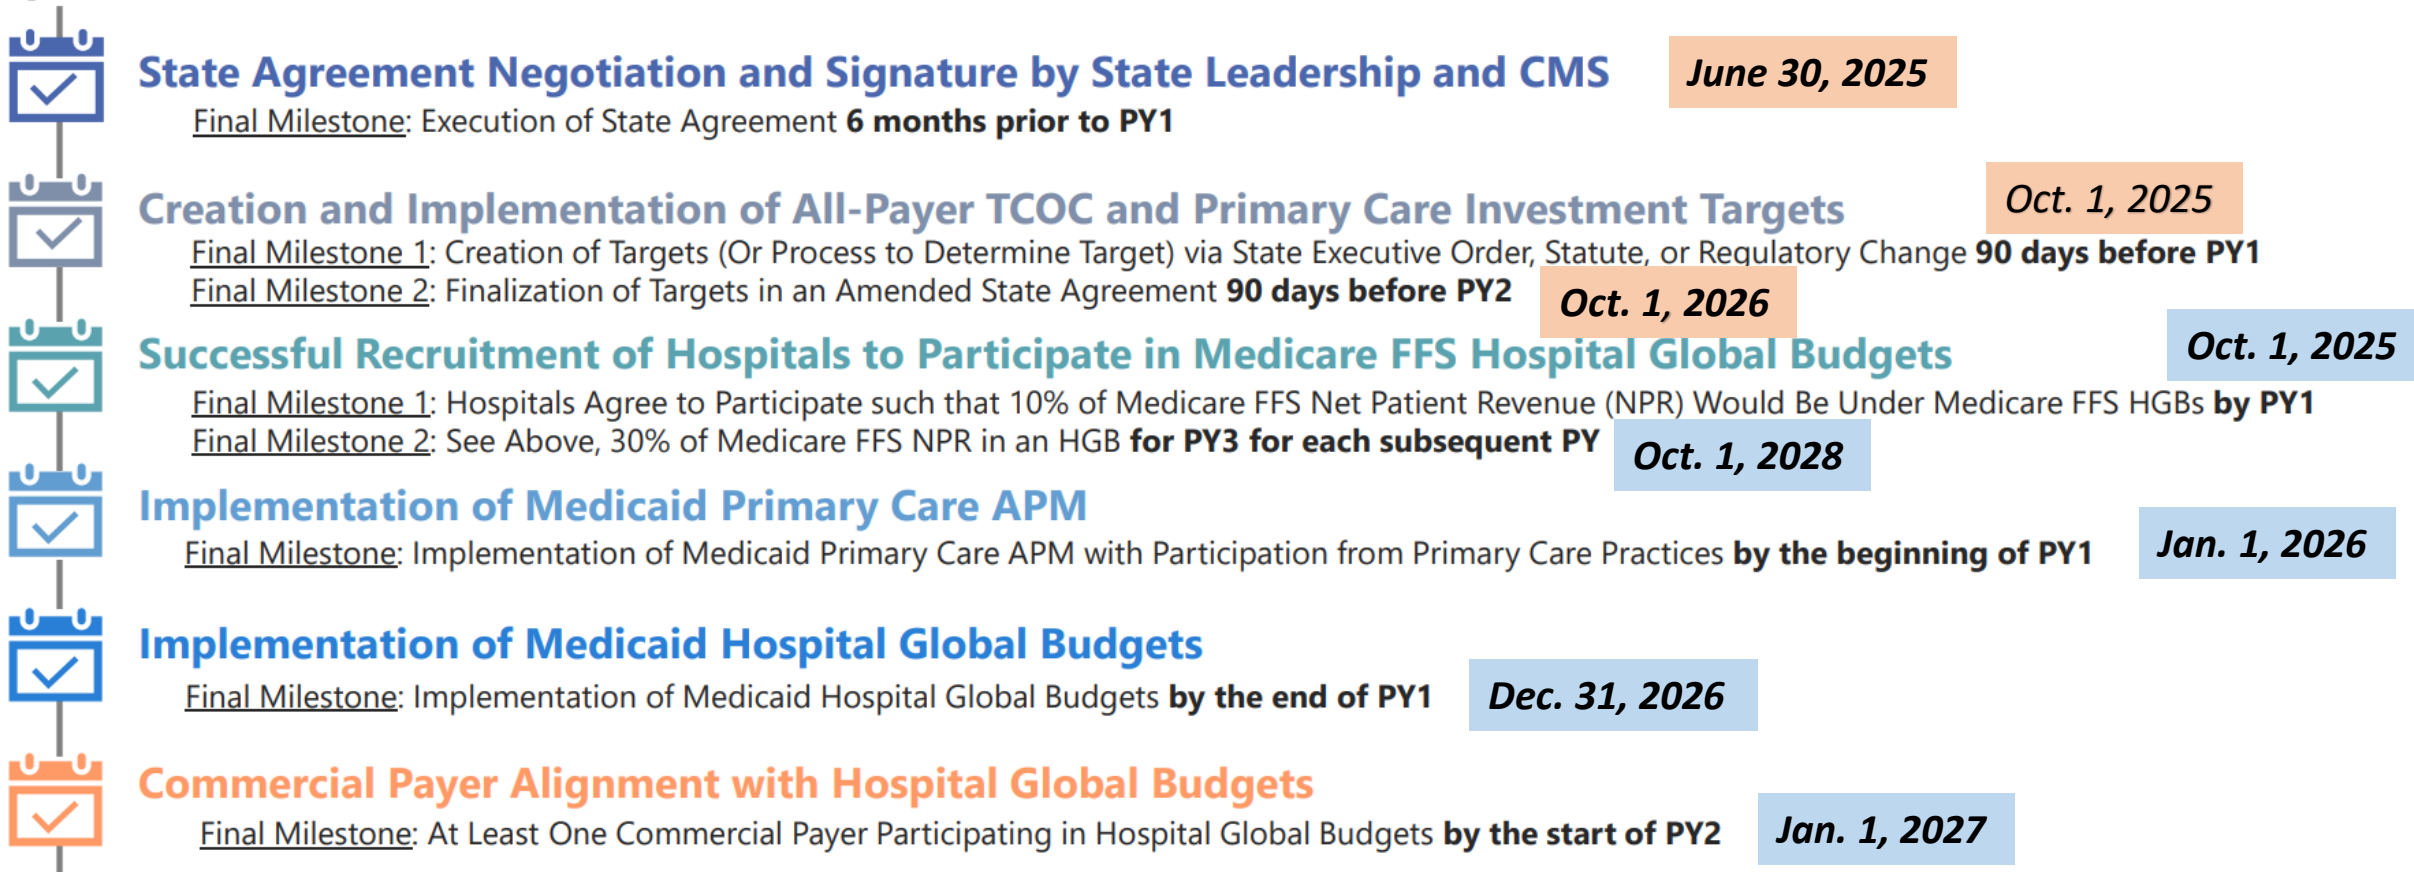 State Agreement Negotiation and Signature by State Leadership and CMS
June 30, 2025
Final Milestone: Execution of State Agreement 6 months prior to PY1
Creation and Implementation of All-Payer TCOC and Primary Care Investment Targets
Oct. 1, 2025
Final Milestone 1: Creation of Targets (Or Process to Determine Target) via State Executive Order, Statute, or Regulatory Change 90 days before PY1
Final Milestone 2: Finalization of Targets in an Amended State Agreement 90 days before PY2
Oct. 1, 2026
Successful Recruitment of Hospitals to Participate in Medicare FFS Hospital Global Budgets
Oct. 1, 2025
Final Milestone 1: Hospitals Agree to Participate such that 10% of Medicare FFS Net Patient Revenue (NPR) Would Be Under Medicare FFS HGBs by PY1
Final Milestone 2: See Above, 30% of Medicare FFS NPR in an HGB for PY3 for each subsequent PY
Oct. 1, 2028
Implementation of Medicaid Primary Care APM
Final Milestone: Implementation of Medicaid Primary Care APM with Participation from Primary Care Practices by the beginning of PY1
Jan. 1, 2026
Implementation of Medicaid Hospital Global Budgets
Final Milestone: Implementation of Medicaid Hospital Global Budgets by the end of PY1
Dec. 31, 2026
Commercial Payer Alignment with Hospital Global Budgets
Final Milestone: At Least One Commercial Payer Participating in Hospital Global Budgets by the start of PY2
Jan. 1, 2027